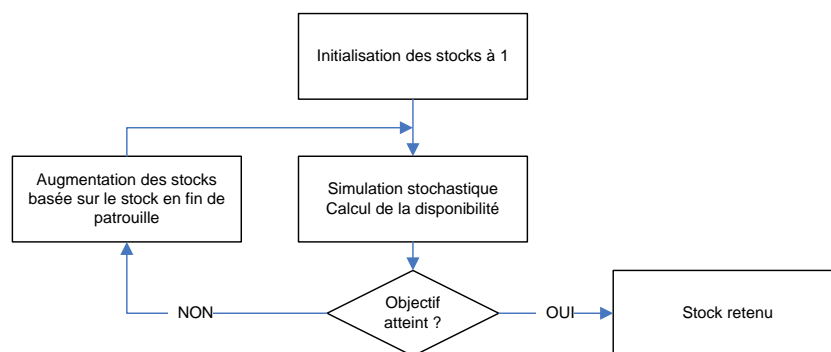 Initialisation des stocks à 1
Augmentation des stocks
basée sur le stock en fin de
patrouille
Simulation stochastique
Calcul de la disponibilité
Objectif
atteint ?
NON
OUI
Stock retenu